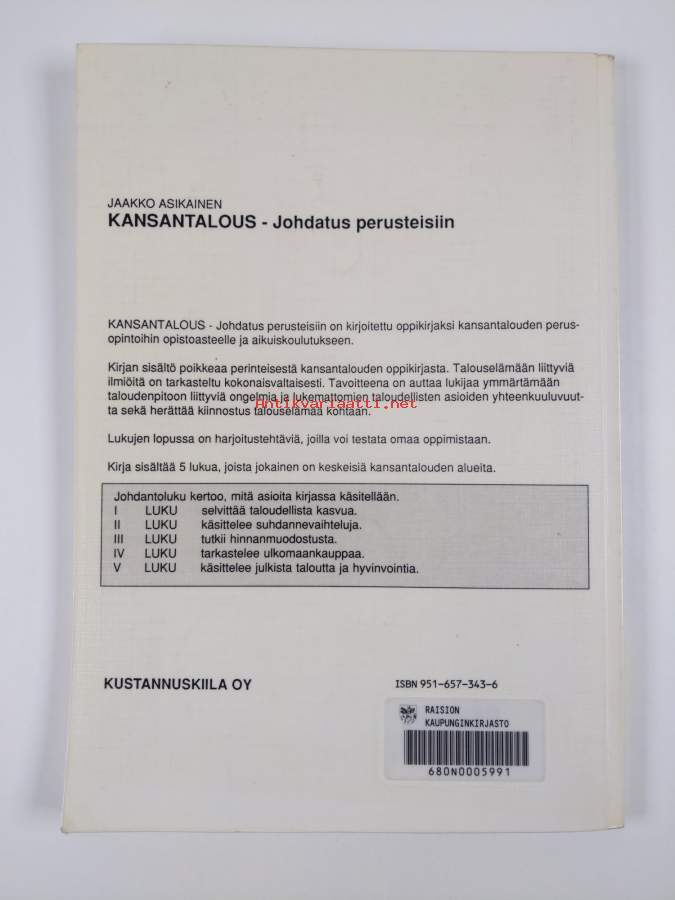 JAAKKO ASIKAINEN
KANSANTALOUS - Johdatus perusteisiin
KANSANTALOUS - Johdatus perusteisiin on kirjoitettu oppikirjaksi kansantalouden perus-
opintoihin opistoasteelle ja aikuiskoulutukseen.
Kirjan sisältö poikkeaa perinteisestä kansantalouden oppikirjasta. Talouselämään liittyviä
ilmiöitä on tarkasteltu kokonaisvaltaisesti. Tavoitteena on auttaa lukijaa ymmärtämään
taloudenpitoon liittyviä ongelmia ja lukemattomien taloudellisten asioiden yhteenkuuluvuut-
ta sekä herättää kiinnostus talouselämää kohtaan.
Antikvariaatti.net
Lukujen lopussa on harjoitustehtäviä, joilla voi testata omaa oppimistaan.
Kirja sisältää 5 lukua, joista jokainen on keskeisiä kansantalouden alueita.
Johdantoluku kertoo, mitä asioita kirjassa käsitellään.
I LUKU selvittää taloudellista kasvua.
II LUKU käsittelee suhdannevaihteluja.
III LUKU tutkii hinnanmuodostusta.
IV LUKU tarkastelee ulkomaankauppaa.
V LUKU käsittelee julkista taloutta ja hyvinvointia.
KUSTANNUSKIILA OY
ISBN 951-657-343-6
RAISION
KAUPUNGINKIRJASTO
680N0005991